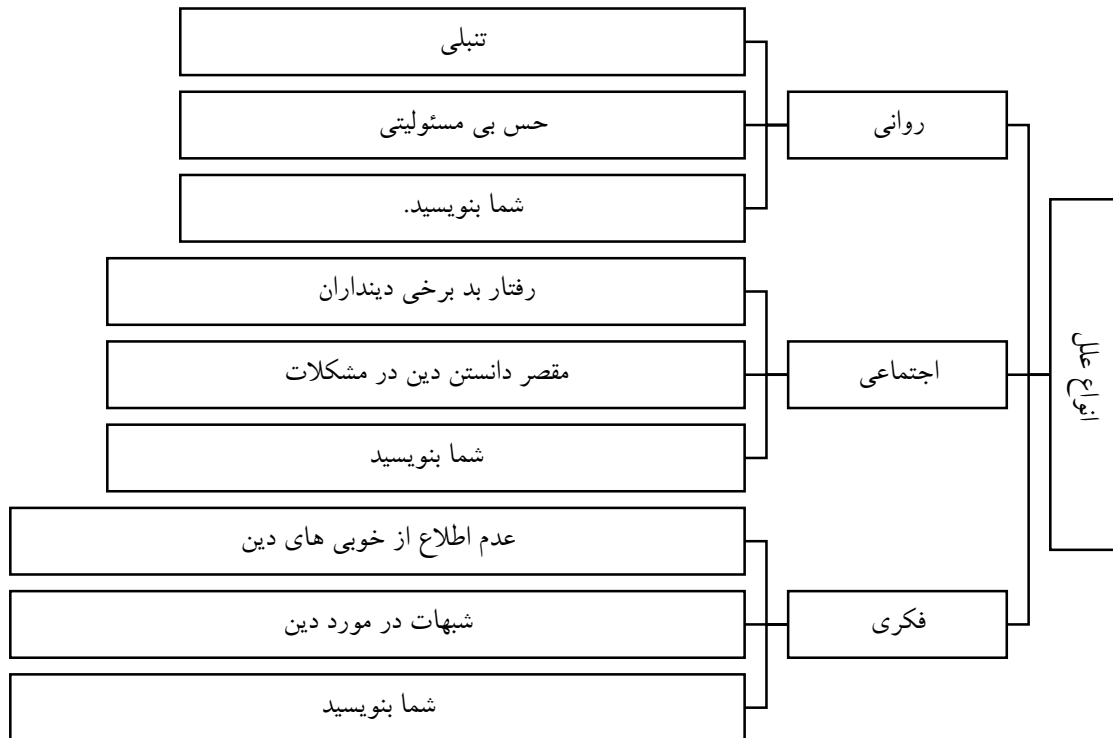 انواع علل
روانی
تنبلی
حس بی مسئولیتی
شما بنویسید.
اجتماعی
رفتار بد برخی دینداران
مقصر دانستن دین در مشکلات
شما بنویسید
فکری
عدم اطلاع از خوبی های دین
شبهات در مورد دین
شما بنویسید